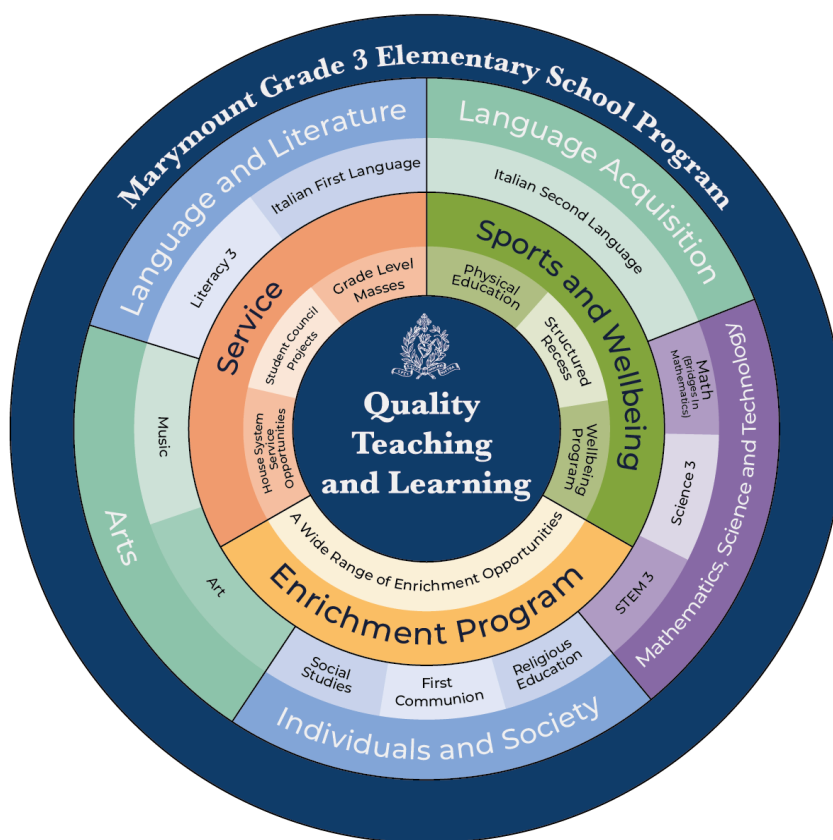 Marymount Grade 3 Elementary School Program
Language and Literature
Literacy 3
Italian First Language
Language Acquisition
Italian Second Language
Mathematics, Science and Technology
Math
(Bridges In
Mathematics)
Science 3
STEM 3
Individuals and Society
Social
Studies
First
Communion
Religious
Education
Arts
Music
Art
Service
Grade Level
Masses
Student Council
Projects
House System
Service
Opportunities
Sports and Wellbeing
Physical
Education
Structured
Recess
Wellbeing
Program
Enrichment Program
A Wide Range of Enrichment Opportunities
Quality
Teaching
and Learning